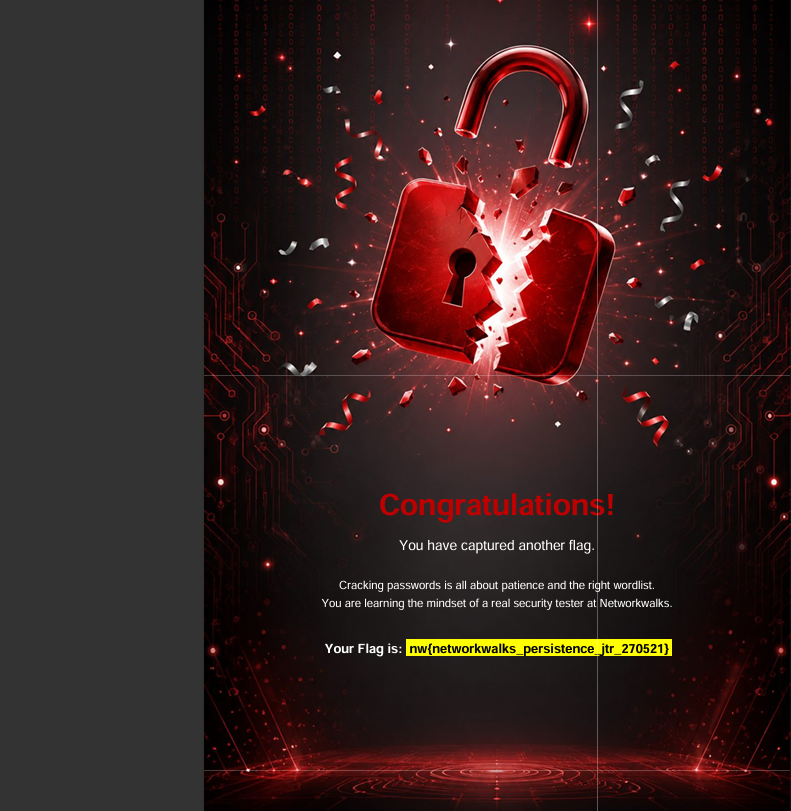 Congratulations!
You have captured another flag.
Cracking passwords is all about patience and the right wordlist.
You are learning the mindset of a real security tester at Networkwalks.
Your Flag is: nw{networkwalks_persistence_jtr_270521}